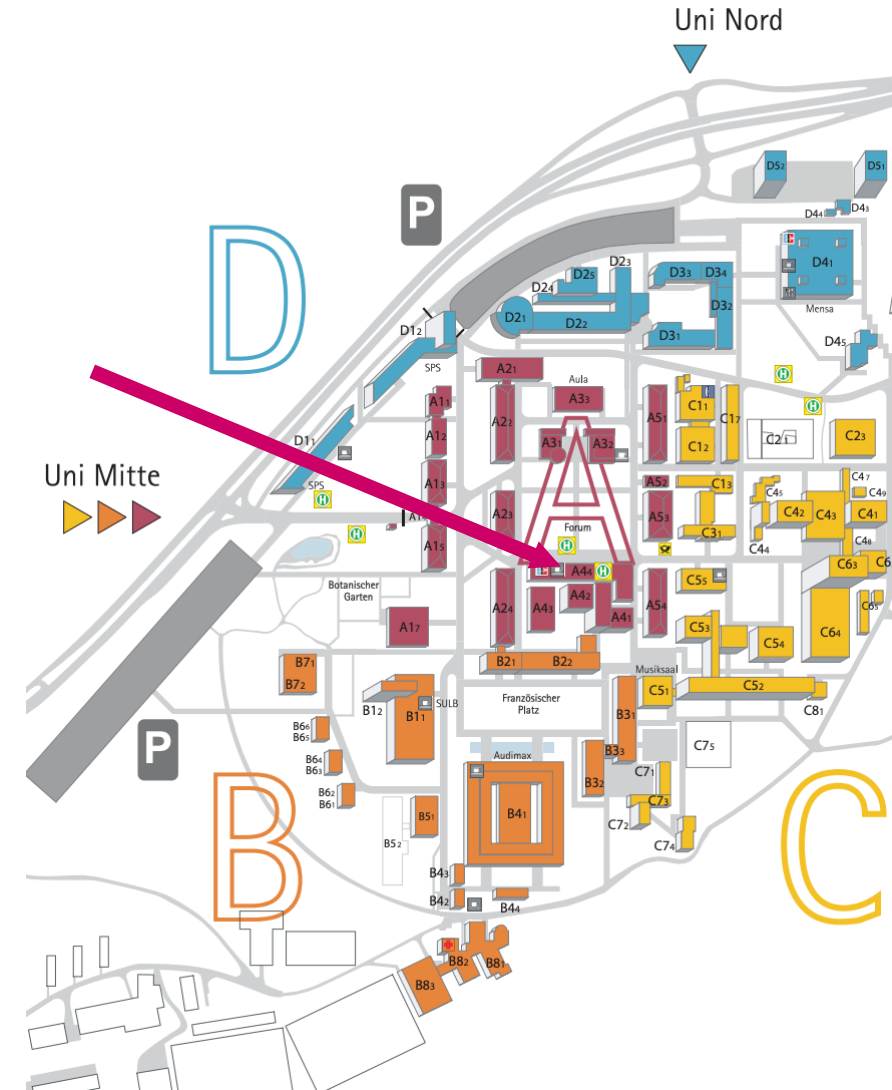 Uni Nord
D52
D51
D44
D43
P
D
D23
D25
D24
D21
D22
D33
D34
D32
D31
D41
Mensa
D45
D12
SPS
D11
SPS
Uni Mitte
A21
Aula
A33
A11
A22
A31
A32
A51
C11
C17
C12
C21
C23
A12
A13
A23
A
A52
C13
A53
C31
C45
C42
C43
C47
C49
C41
C44
C48
H
H
H
H
H
H
A1
A15
Forum
A44
C55
C63
C6
Botanischer
Garten
A24
A43
A42
A41
A54
C53
C54
C64
C65
A17
B21
B22
Musiksaal
B71
B72
B12
B11
SULB
Französischer
Platz
C51
C52
C81
B31
B66
B65
P
B33
C75
B64
B63
Audimax
B32
C71
B62
B61
C73
C72
B
B51
B41
C
B52
C74
B43
B42
B44
B82
B81
B83